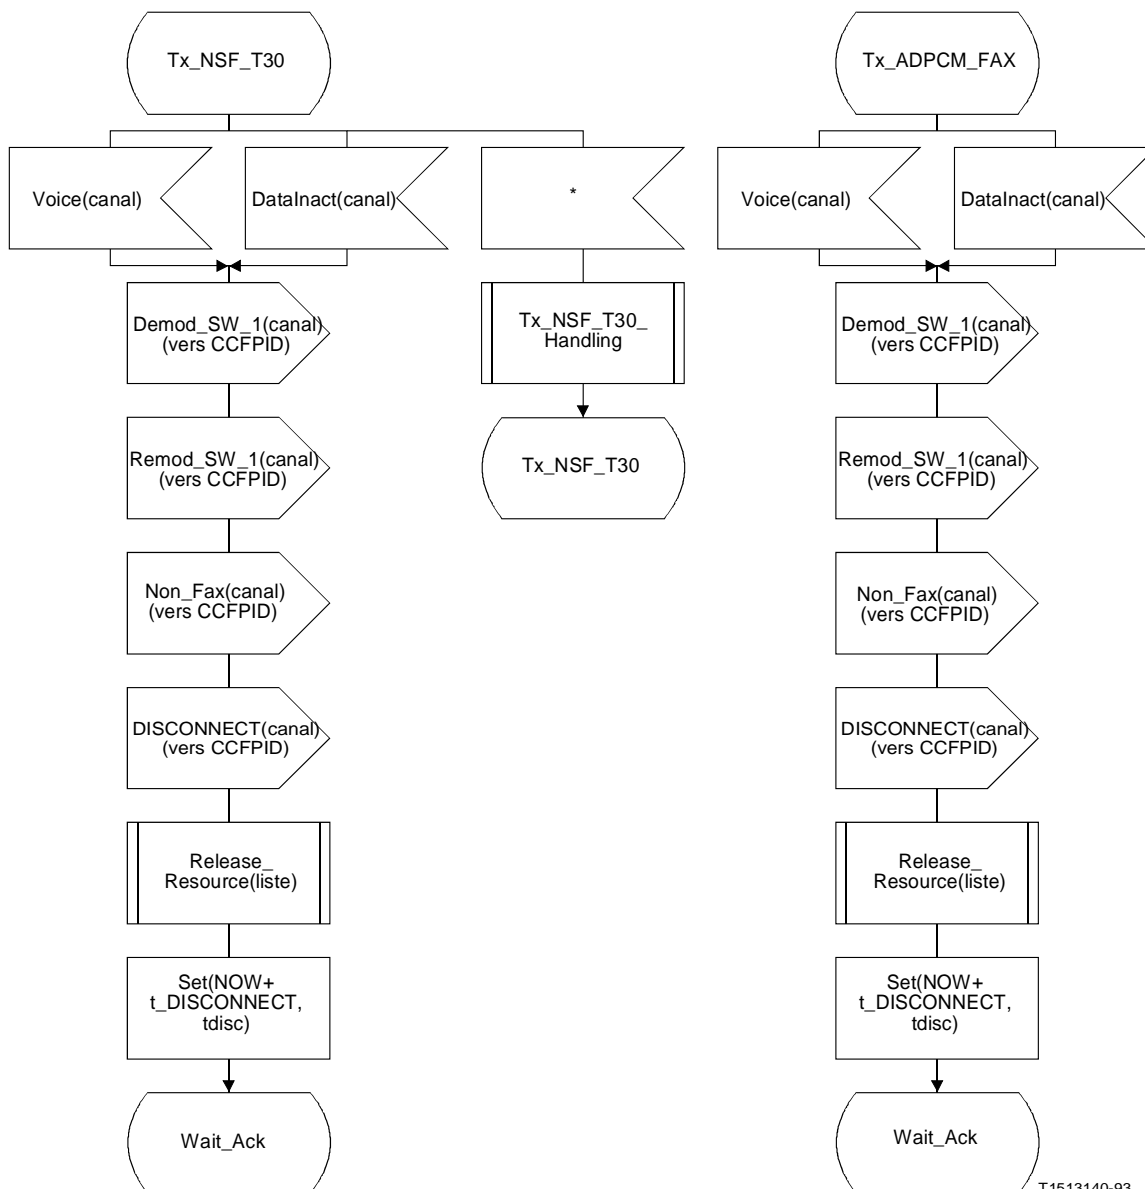 Tx_NSF_T30
Tx_ADPCM_FAX
Voice(canal)
DataInact(canal)
*
Voice(canal)
DataInact(canal)
Demod_SW_1(canal)
(vers CCFPID)
Tx_NSF_T30_
Handling
Demod_SW_1(canal)
(vers CCFPID)
Remod_SW_1(canal)
(vers CCFPID)
Tx_NSF_T30
Remod_SW_1(canal)
(vers CCFPID)
Non_Fax(canal)
(vers CCFPID)
Non_Fax(canal)
(vers CCFPID)
DISCONNECT(canal)
(vers CCFPID)
DISCONNECT(canal)
(vers CCFPID)
Release_
Resource(liste)
Release_
Resource(liste)
Set(NOW+
t_DISCONNECT,
tdisc)
Set(NOW+
t_DISCONNECT,
tdisc)
Wait_Ack
Wait_Ack
T1513140-93